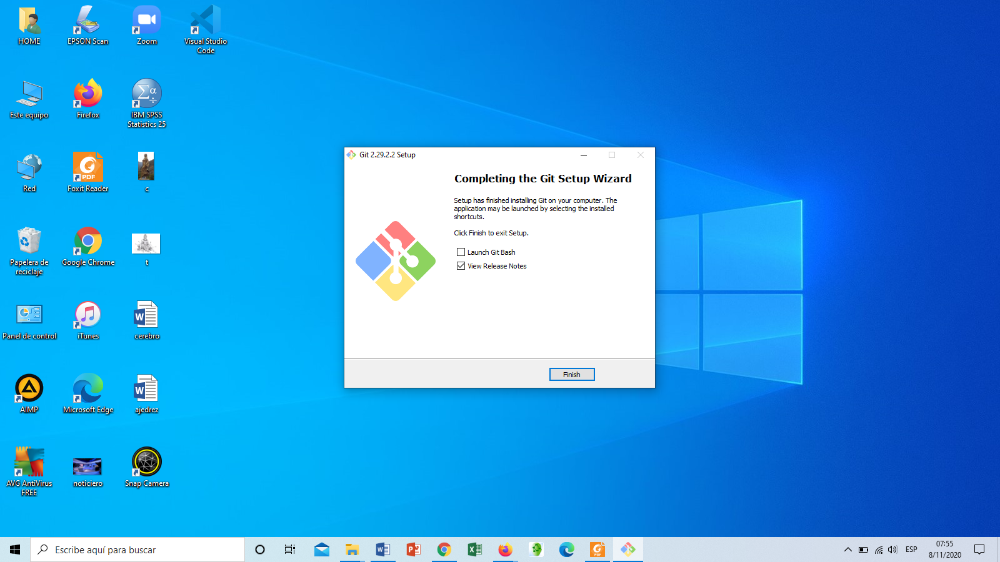 HOME
EPSON Scan
Zoom
Visual Studio
Code
Este equipo
Firefox
IBM SPSS
Statistics 25
Red
Foxit Reader
PDF
c
Papelera de
reciclaje
Google Chrome
t
Panel de control
iTunes
cerebro
AIMP
Microsoft Edge
ajedrez
AVG AntiVirus
FREE
noticiero
Snap Camera
Git 2.29.2.2 Setup
Completing the Git Setup Wizard
Setup has finished installing Git on your computer. The
application may be launched by selecting the installed
shortcuts.
Click Finish to exit Setup.
Launch Git Bash
View Release Notes
Finish
Escribe aquí para buscar
ESP
07:55
8/11/2020